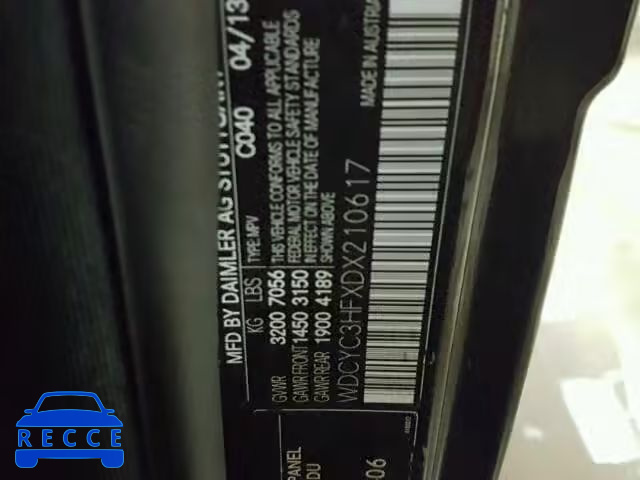 MFD BY DAIMLER AG STUTTGART C040 04/13
KG LBS TYPE: MPV
GVWR 3200 7056 THIS VEHICLE CONFORMS TO ALL APPLICABLE
GAWR FRONT 1450 3150 FEDERAL MOTOR VEHICLE SAFETY STANDARDS
GAWR REAR 1900 4189 IN EFFECT ON THE DATE OF MANUFACTURE
SHOWN ABOVE
WDCYC3HFXDX210617 MADE IN AUSTRIA
PANEL
DU
06
RECCE